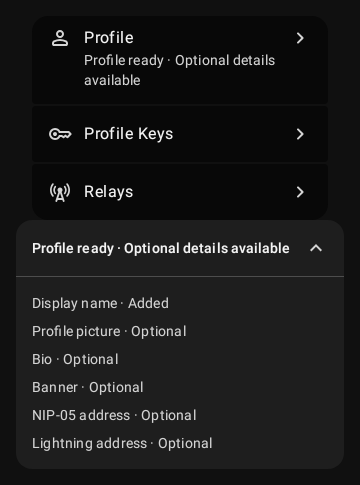 Profile
Profile ready · Optional details
available
Profile Keys
Relays
Profile ready · Optional details available
Display name · Added
Profile picture · Optional
Bio · Optional
Banner · Optional
NIP-05 address · Optional
Lightning address · Optional